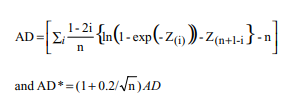 AD = [ Σ_i (1-2i)/n {ln(1-exp(-Z_(i)))-Z_(n+1-i)} -n ]
and AD* = (1+0.2/√n) AD